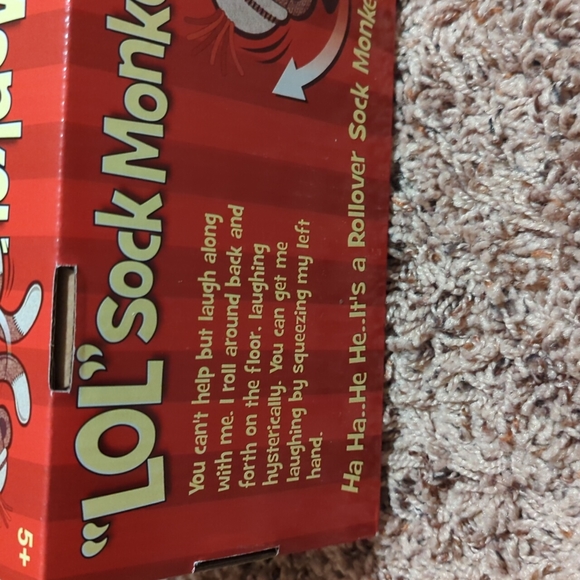 "LOL" Sock Monke
You can't help but laugh along
with me. I roll around back and
forth on the floor, laughing
hysterically. You can get me
laughing by squeezing my left
hand.
Ha Ha..He He..It's a Rollover Sock Monke
5+